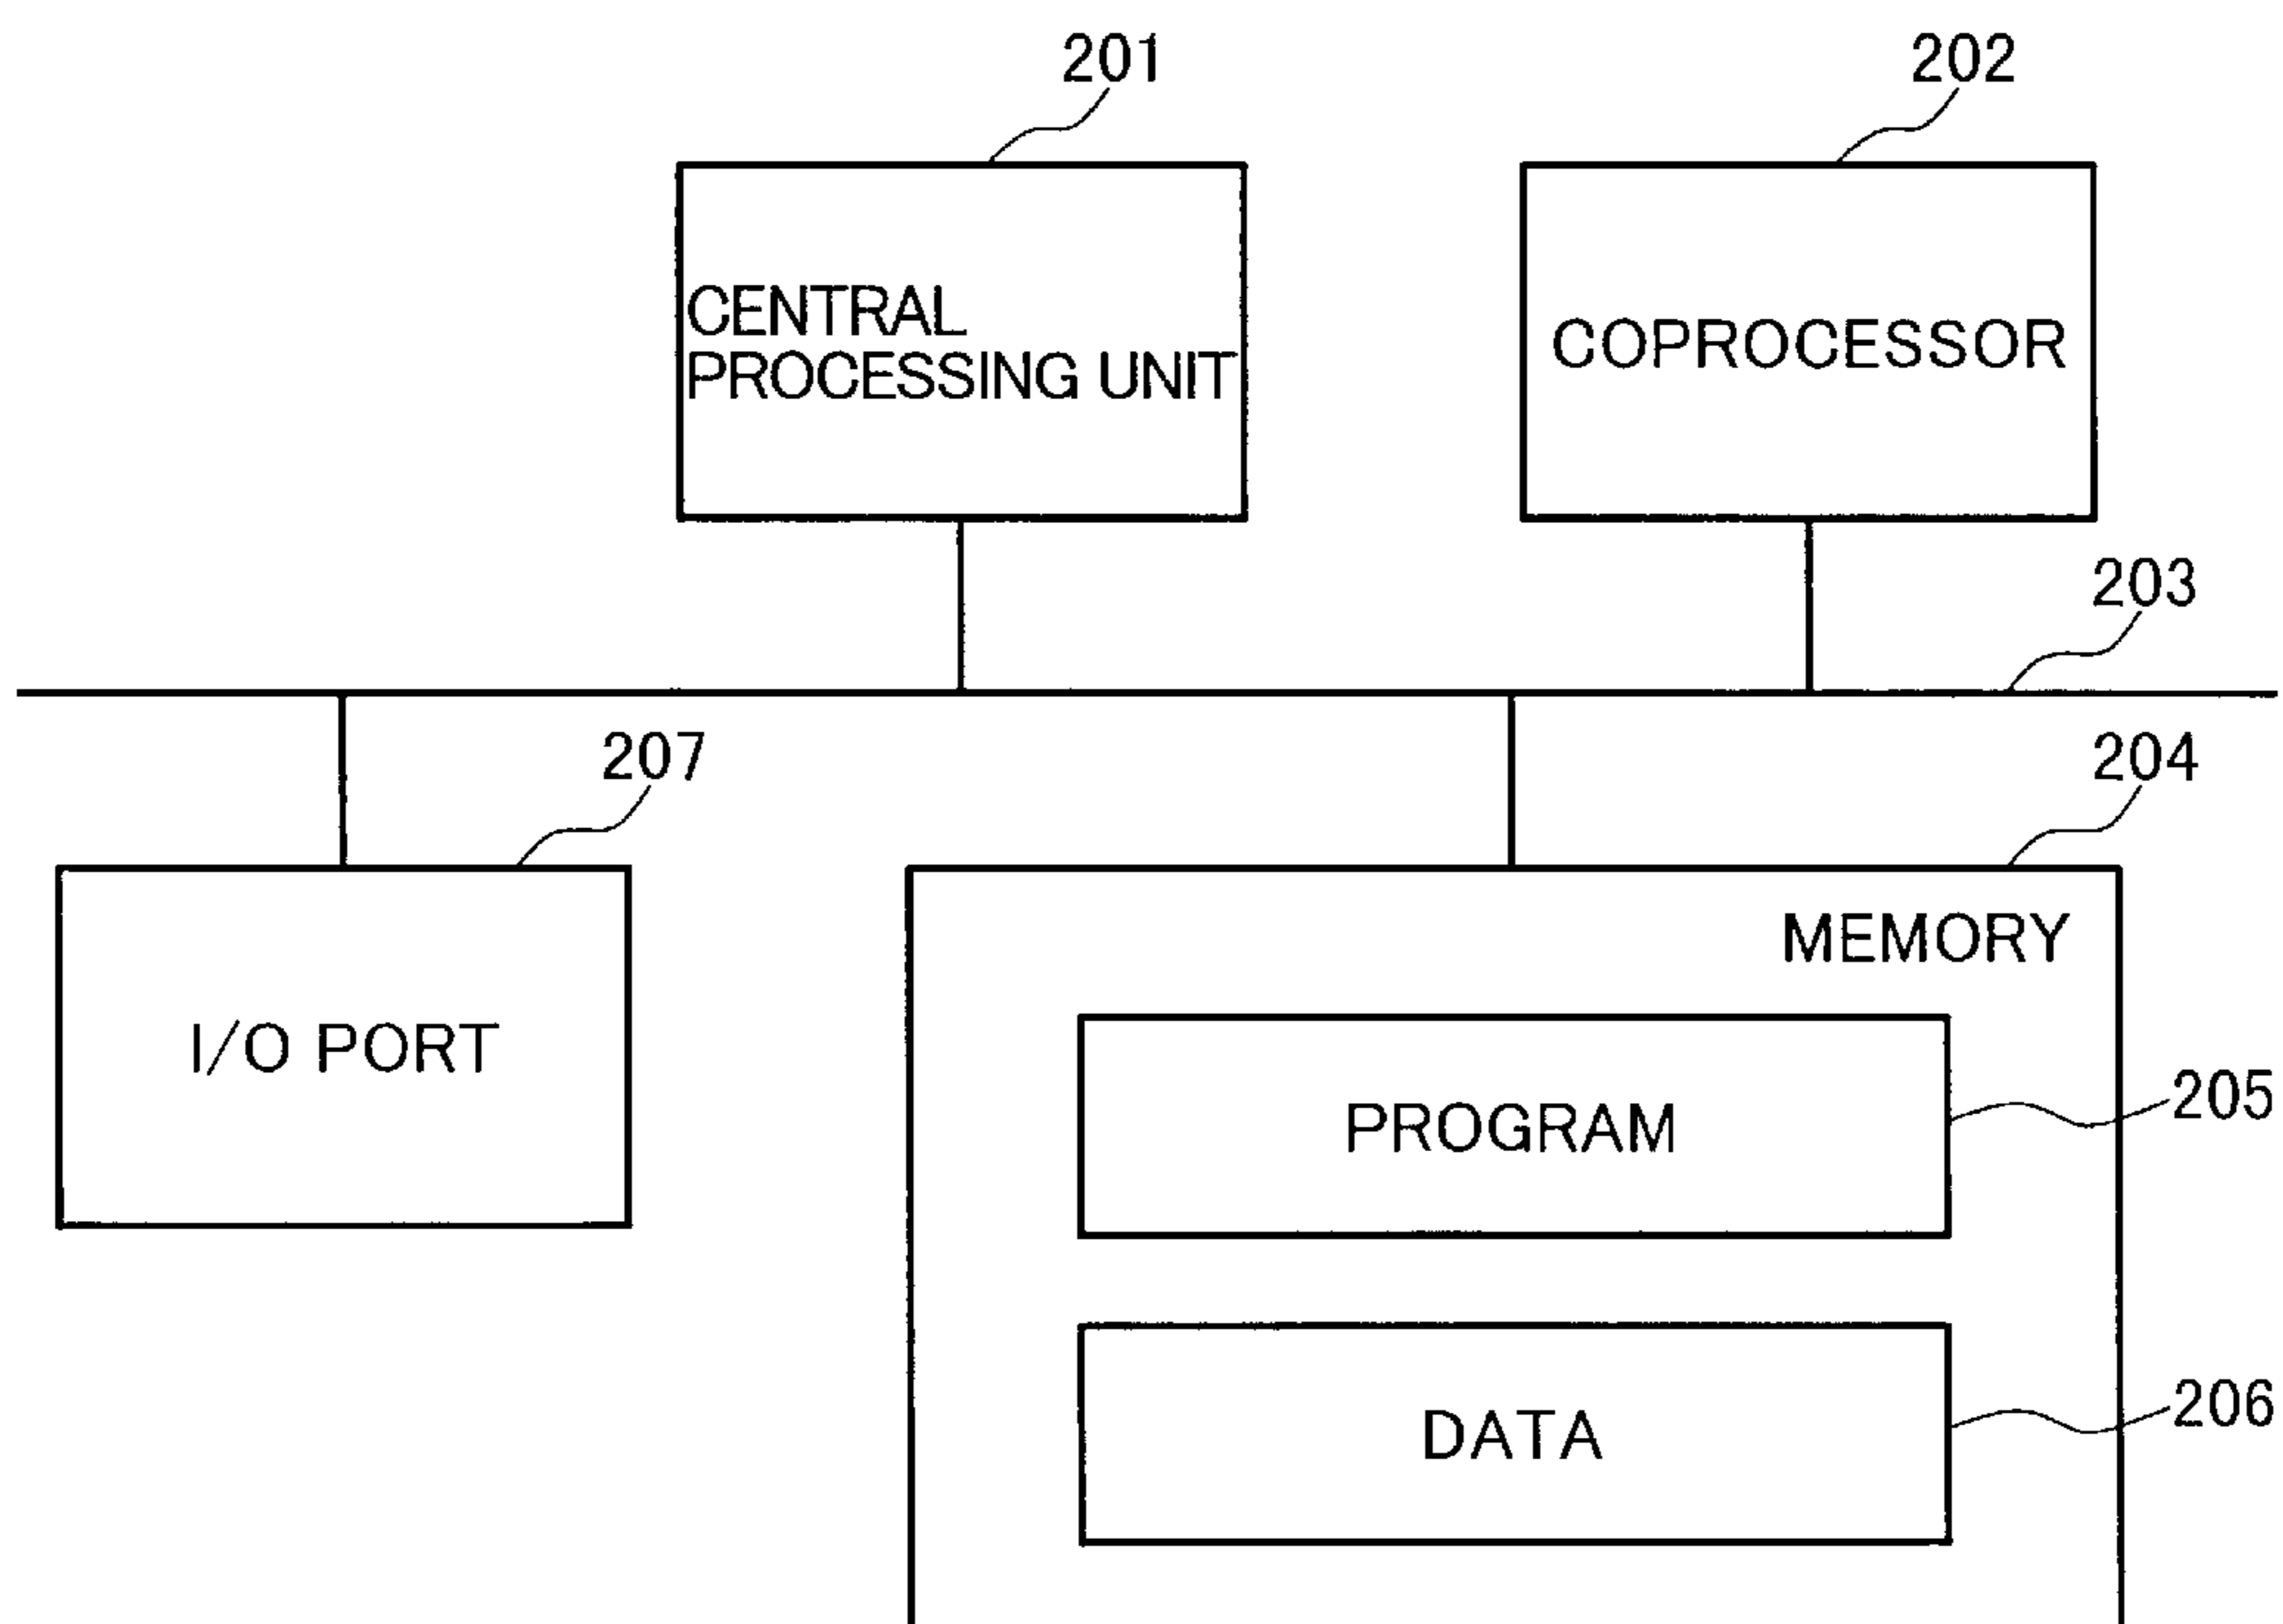 201
202
CENTRAL
PROCESSING UNIT
COPROCESSOR
203
207
204
MEMORY
I/O PORT
PROGRAM
205
DATA
206